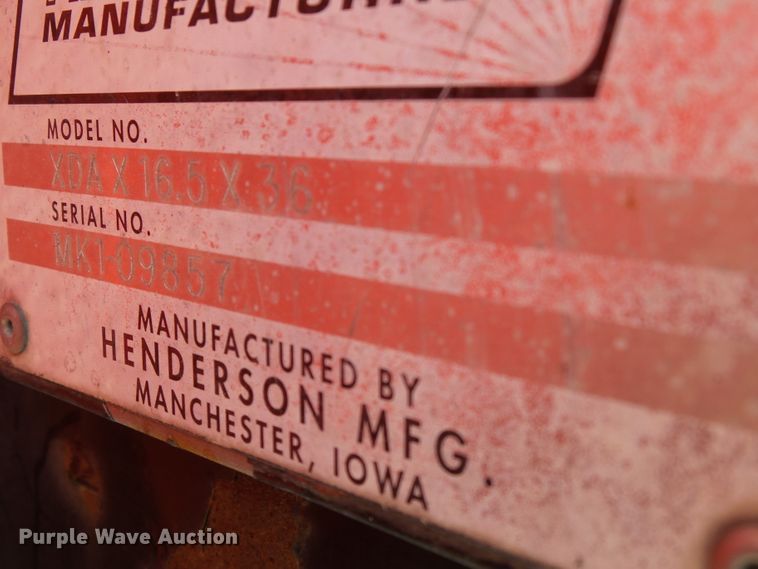 MODEL NO.
XDA X 16.5 X 36
SERIAL NO.
MK1-09857
MANUFACTURED BY
HENDERSON MFG.
MANCHESTER, IOWA
Purple Wave Auction